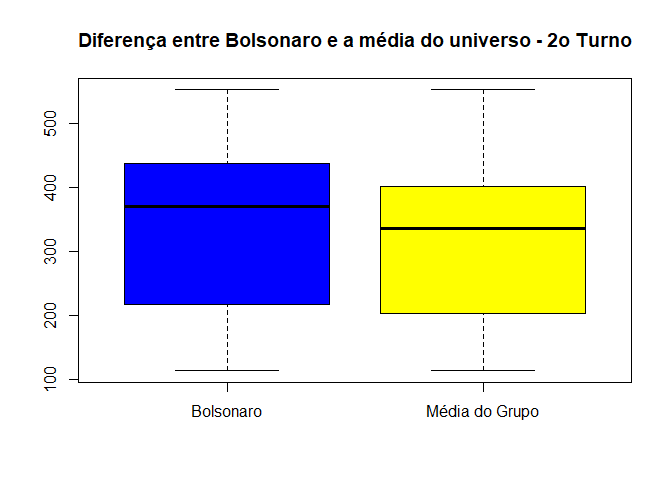 Diferença entre Bolsonaro e a média do universo - 2o Turno
500
400
300
200
100
Bolsonaro
Média do Grupo